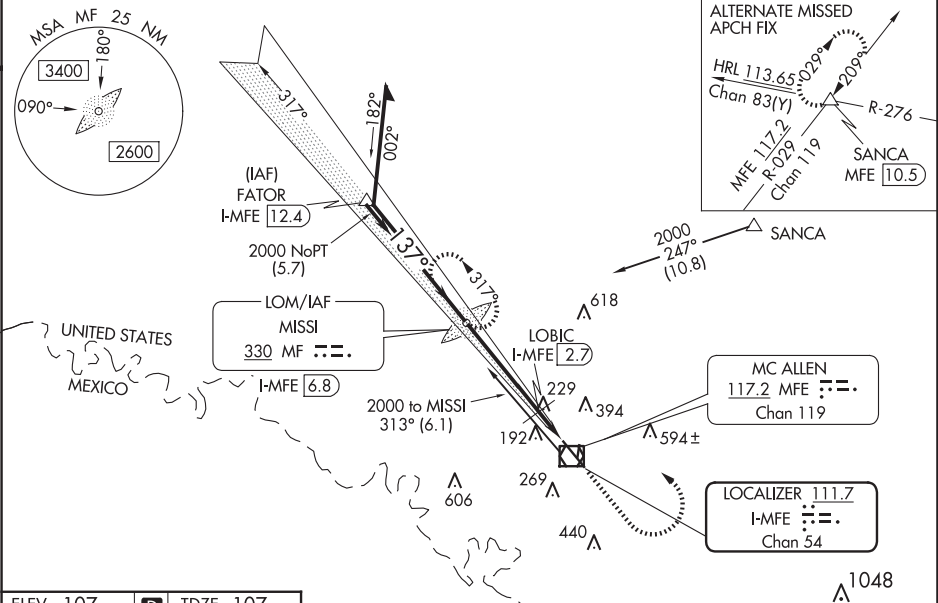 MSA MF 25 NM
180°
3400
090°
2600
317°
182°
002°
(IAF)
FATOR
I-MFE 12.4
2000 NoPT
(5.7)
137°
317°
LOM/IAF
MISSI
330 MF
I-MFE 6.8
UNITED STATES
MEXICO
LOBIC
I-MFE 2.7
2000 to MISSI
313° (6.1)
618
229
394
192
594±
269
606
440
1048
2000
247°
(10.8)
SANCA
ALTERNATE MISSED
APCH FIX
HRL 113.65
Chan 83(Y)
029°
209°
R-276
MFE 117.2
R-029
Chan 119
SANCA
MFE 10.5
MC ALLEN
117.2 MFE
Chan 119
LOCALIZER 111.7
I-MFE
Chan 54
ELEV 107 D TDZE 107